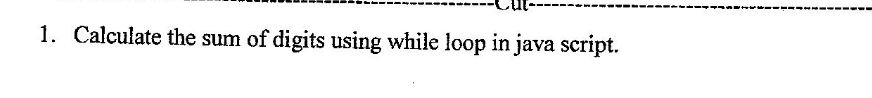 Cut
1. Calculate the sum of digits using while loop in java script.